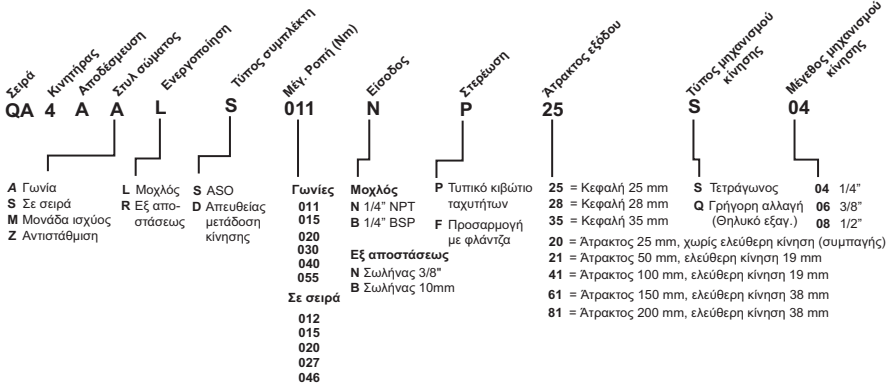 Σειρά
Κινητήρας
Αποδέσμευση
Στυλ σώματος
Ενεργοποίηση
Τύπος συμπλέκτη
Μέγ. Ροπή (Nm)
Είσοδος
Στερέωση
Άτρακτος εξόδου
Τύπος μηχανισμού
κίνησης
Μέγεθος μηχανισμού
κίνησης
QA 4 A A L S 011 N P 25 S 04
A Γωνία
S Σε σειρά
M Μονάδα ισχύος
Z Αντιστάθμιση
L Μοχλός
R Εξ απο-
στάσεως
S ASO
D Απευθείας
μετάδοση
κίνησης
Γωνίες
011
015
020
030
040
055
Σε σειρά
012
015
020
027
046
Μοχλός
N 1/4” NPT
B 1/4” BSP
Εξ αποστάσεως
N Σωλήνας 3/8"
B Σωλήνας 10mm
P Τυπικό κιβώτιο
ταχυτήτων
F Προσαρμογή
με φλάντζα
25 = Κεφαλή 25 mm
28 = Κεφαλή 28 mm
35 = Κεφαλή 35 mm
20 = Άτρακτος 25 mm, χωρίς ελεύθερη κίνηση (συμπαγής)
21 = Άτρακτος 50 mm, ελεύθερη κίνηση 19 mm
41 = Άτρακτος 100 mm, ελεύθερη κίνηση 19 mm
61 = Άτρακτος 150 mm, ελεύθερη κίνηση 38 mm
81 = Άτρακτος 200 mm, ελεύθερη κίνηση 38 mm
S Τετράγωνος
Q Γρήγορη αλλαγή
(Θηλυκό εξαγ.)
04 1/4”
06 3/8”
08 1/2”